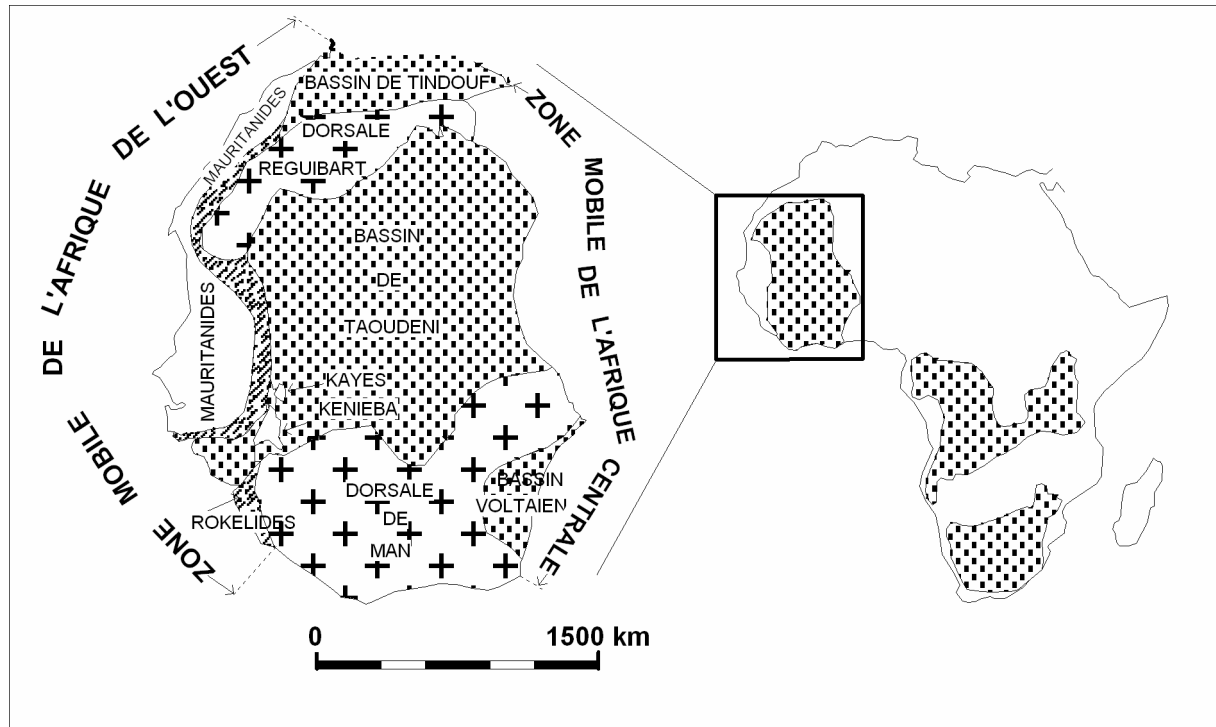 ZONE MOBILE DE L'AFRIQUE DE L'OUEST
ZONE MOBILE DE L'AFRIQUE CENTRALE
BASSIN DE TINDOUF
MAURITANIDES
DORSALE
REGUIBART
BASSIN
DE
TAOUDENI
MAURITANIDES
KAYES
KENIEBA
DORSALE
DE
MAN
BASSIN
VOLTAIEN
ROKELIDES
0
1500 km